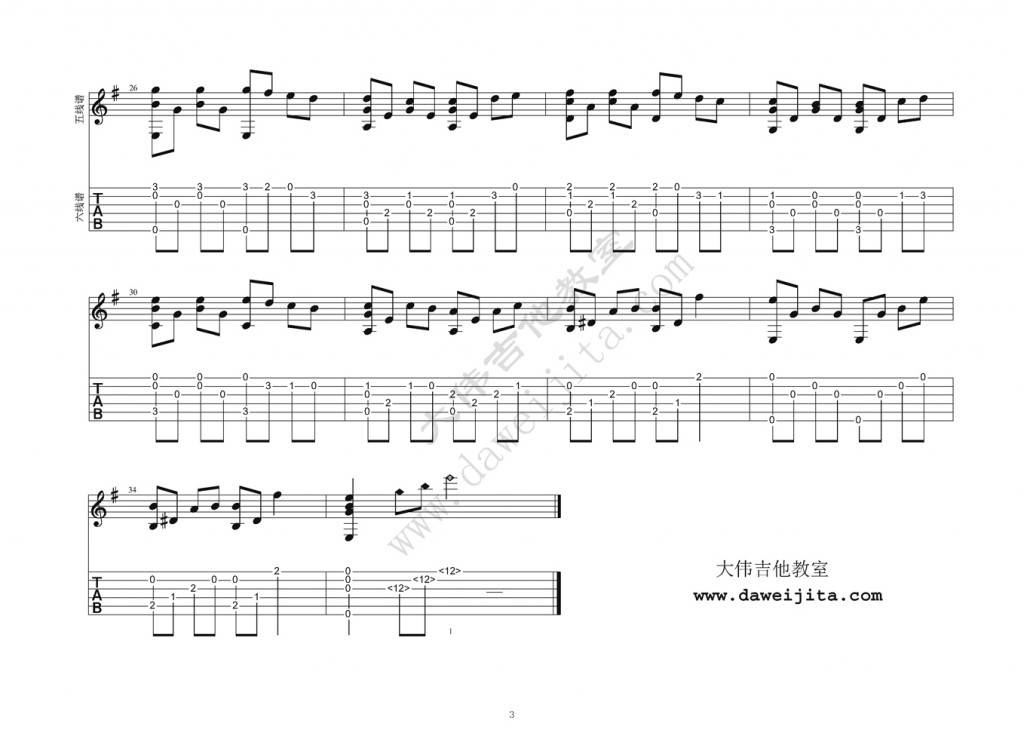 五线谱
26
六线谱
T
A
B
3 3 3 2 0 0 2 2 2 0
0 0 3 3 1 0 3 1 1 3 1 1 0 0 1 3
0 0 0 0 0 2 2 0 0 0 0 0
0 2 2 0 0
0 0
0 0 3 3
30
T
A
B
0 0 0 0 2 0 0
0 0 3 1 0 1 1 0 1 0 0 0 0 0
0 0 0 2 2 2 2 0 0 0
2 1 1
3 3 0 0 2 2
0 0
34
T
A
B
2 0 <12>
0 0 0 0 0 <12>
2 0 <12>
1 1 0
2 2
0
大伟吉他教室
www.daweijita.com
大伟吉他教室
www.daweijita.com
3